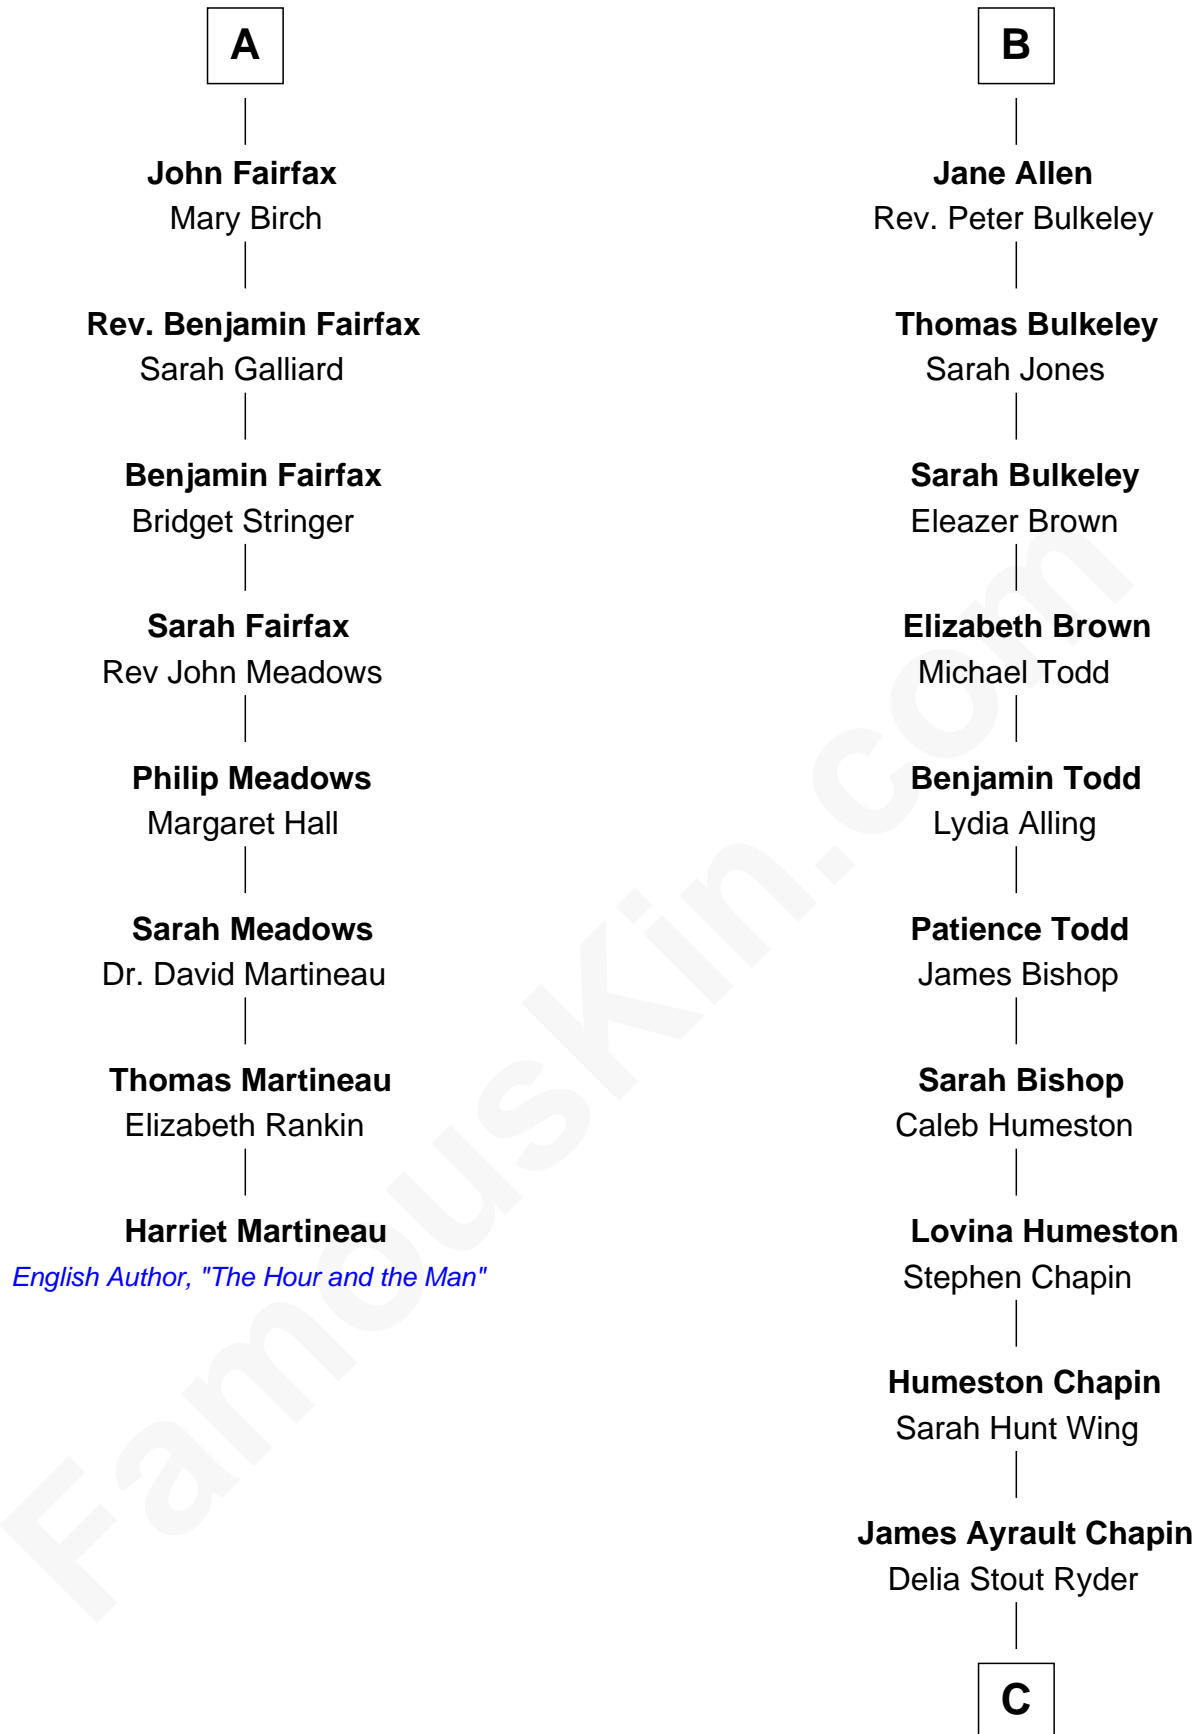 A
John Fairfax
Mary Birch
Rev. Benjamin Fairfax
Sarah Galliard
Benjamin Fairfax
Bridget Stringer
Sarah Fairfax
Rev John Meadows
Philip Meadows
Margaret Hall
Sarah Meadows
Dr. David Martineau
Thomas Martineau
Elizabeth Rankin
Harriet Martineau
English Author, "The Hour and the Man"
B
Jane Allen
Rev. Peter Bulkeley
Thomas Bulkeley
Sarah Jones
Sarah Bulkeley
Eleazer Brown
Elizabeth Brown
Michael Todd
Benjamin Todd
Lydia Alling
Patience Todd
James Bishop
Sarah Bishop
Caleb Humeston
Lovina Humeston
Stephen Chapin
Humeston Chapin
Sarah Hunt Wing
James Ayrault Chapin
Delia Stout Ryder
C
FamousKin.com